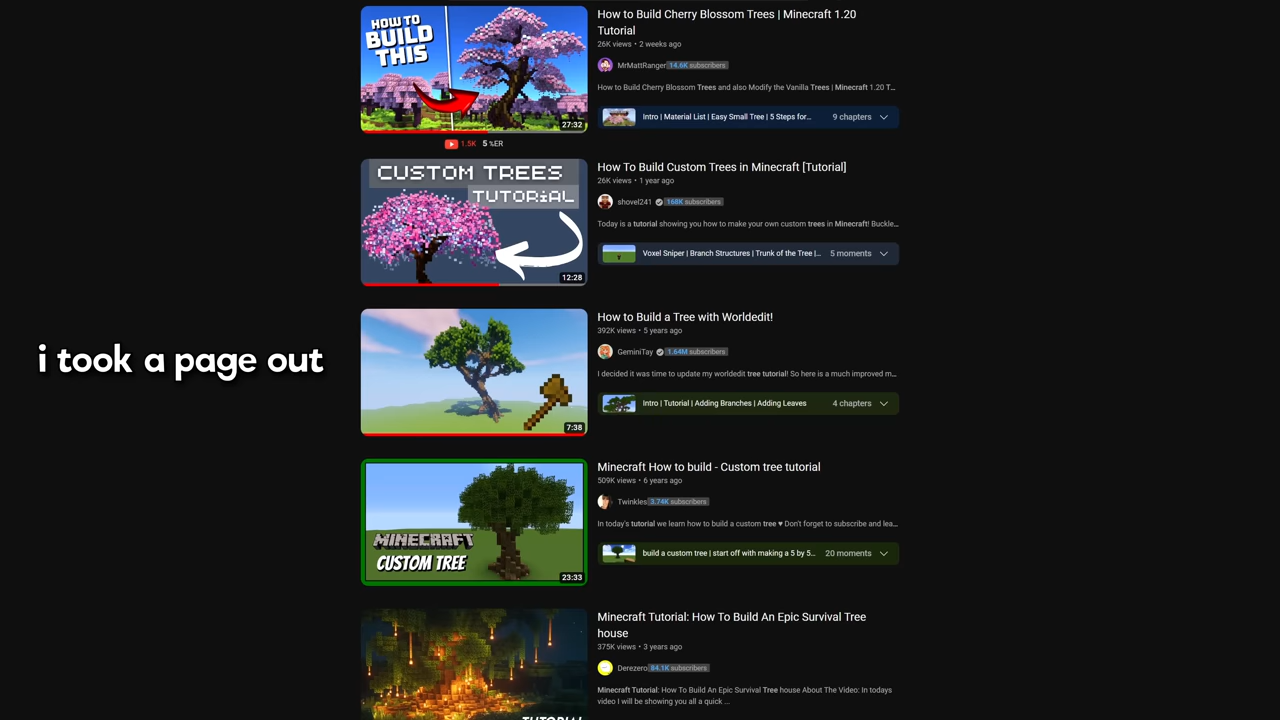 HOW TO
BUILD
THIS
27:32
How to Build Cherry Blossom Trees | Minecraft 1.20
Tutorial
26K views • 2 weeks ago
MrMattRanger 14.6K subscribers
How to Build Cherry Blossom Trees and also Modify the Vanilla Trees | Minecraft 1.20 T...
Intro | Material List | Easy Small Tree | 5 Steps for... 9 chapters
1.5K 5 %ER
CUSTOM TREES
TUTORIAL
12:28
How To Build Custom Trees in Minecraft [Tutorial]
26K views • 1 year ago
shovel241 168K subscribers
Today is a tutorial showing you how to make your own custom trees in Minecraft! Buckle...
Voxel Sniper | Branch Structures | Trunk of the Tree |... 5 moments
i took a page out
7:38
How to Build a Tree with Worldedit!
392K views • 5 years ago
GeminiTay 1.64M subscribers
I decided it was time to update my worldedit tree tutorial! So here is a much improved m...
Intro | Tutorial | Adding Branches | Adding Leaves 4 chapters
MINECRAFT
CUSTOM TREE
23:33
Minecraft How to build - Custom tree tutorial
509K views • 6 years ago
Twinkles 3.74K subscribers
In today's tutorial we learn how to build a custom tree ♥ Don't forget to subscribe and lea...
build a custom tree | start off with making a 5 by 5... 20 moments
TUTORIAL
Minecraft Tutorial: How To Build An Epic Survival Tree
house
375K views • 3 years ago
Derezero 84.1K subscribers
Minecraft Tutorial: How To Build An Epic Survival Tree house About The Video: In todays
video I will be showing you all a quick ...